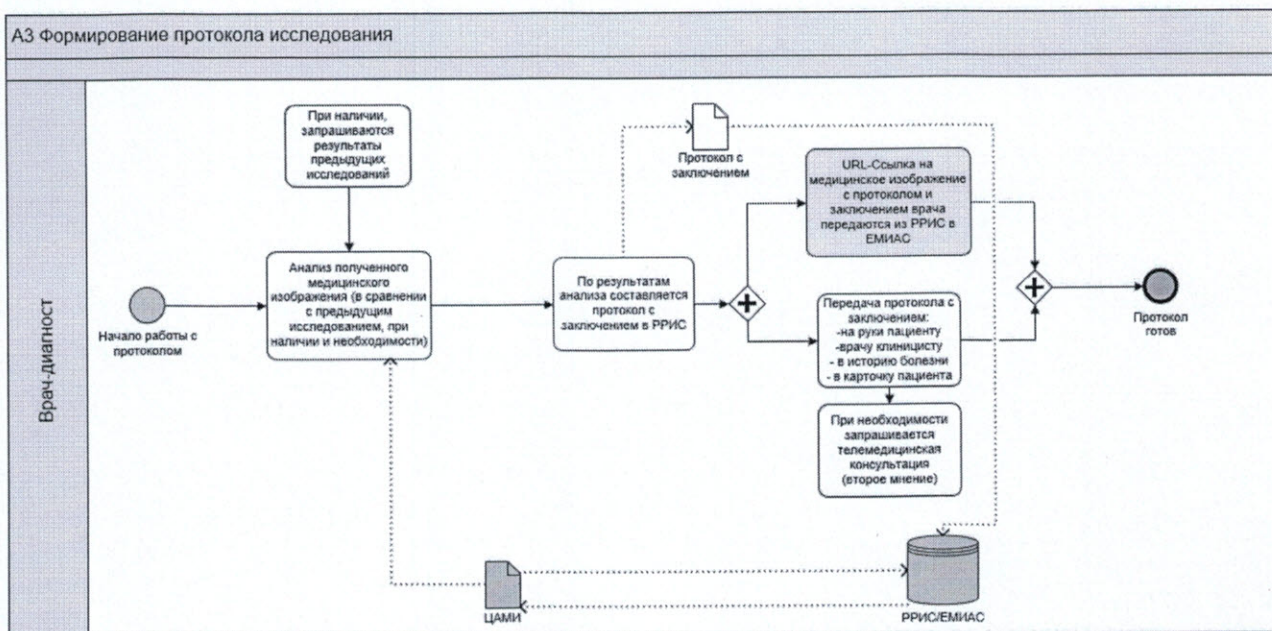 А3 Формирование протокола исследования
Врач-диагност
При наличии,
запрашиваются
результаты
предыдущих
исследований
Протокол с
заключением
URL-Ссылка на
медицинское изображение
с протоколом и
заключением врача
передаются из РРИС в
ЕМИАС
Начало работы с
протоколом
Анализ полученного
медицинского
изображения (в сравнении
с предыдущим
исследованием, при
наличии и необходимости)
По результатам
анализа составляется
протокол с
заключением в РРИС
Передача протокола с
заключением:
-на руки пациенту
-врачу клиницисту
- в историю болезни
- в карточку пациента
Протокол
готов
При необходимости
запрашивается
телемедицинская
консультация
(второе мнение)
ЦАМИ
РРИС/ЕМИАС